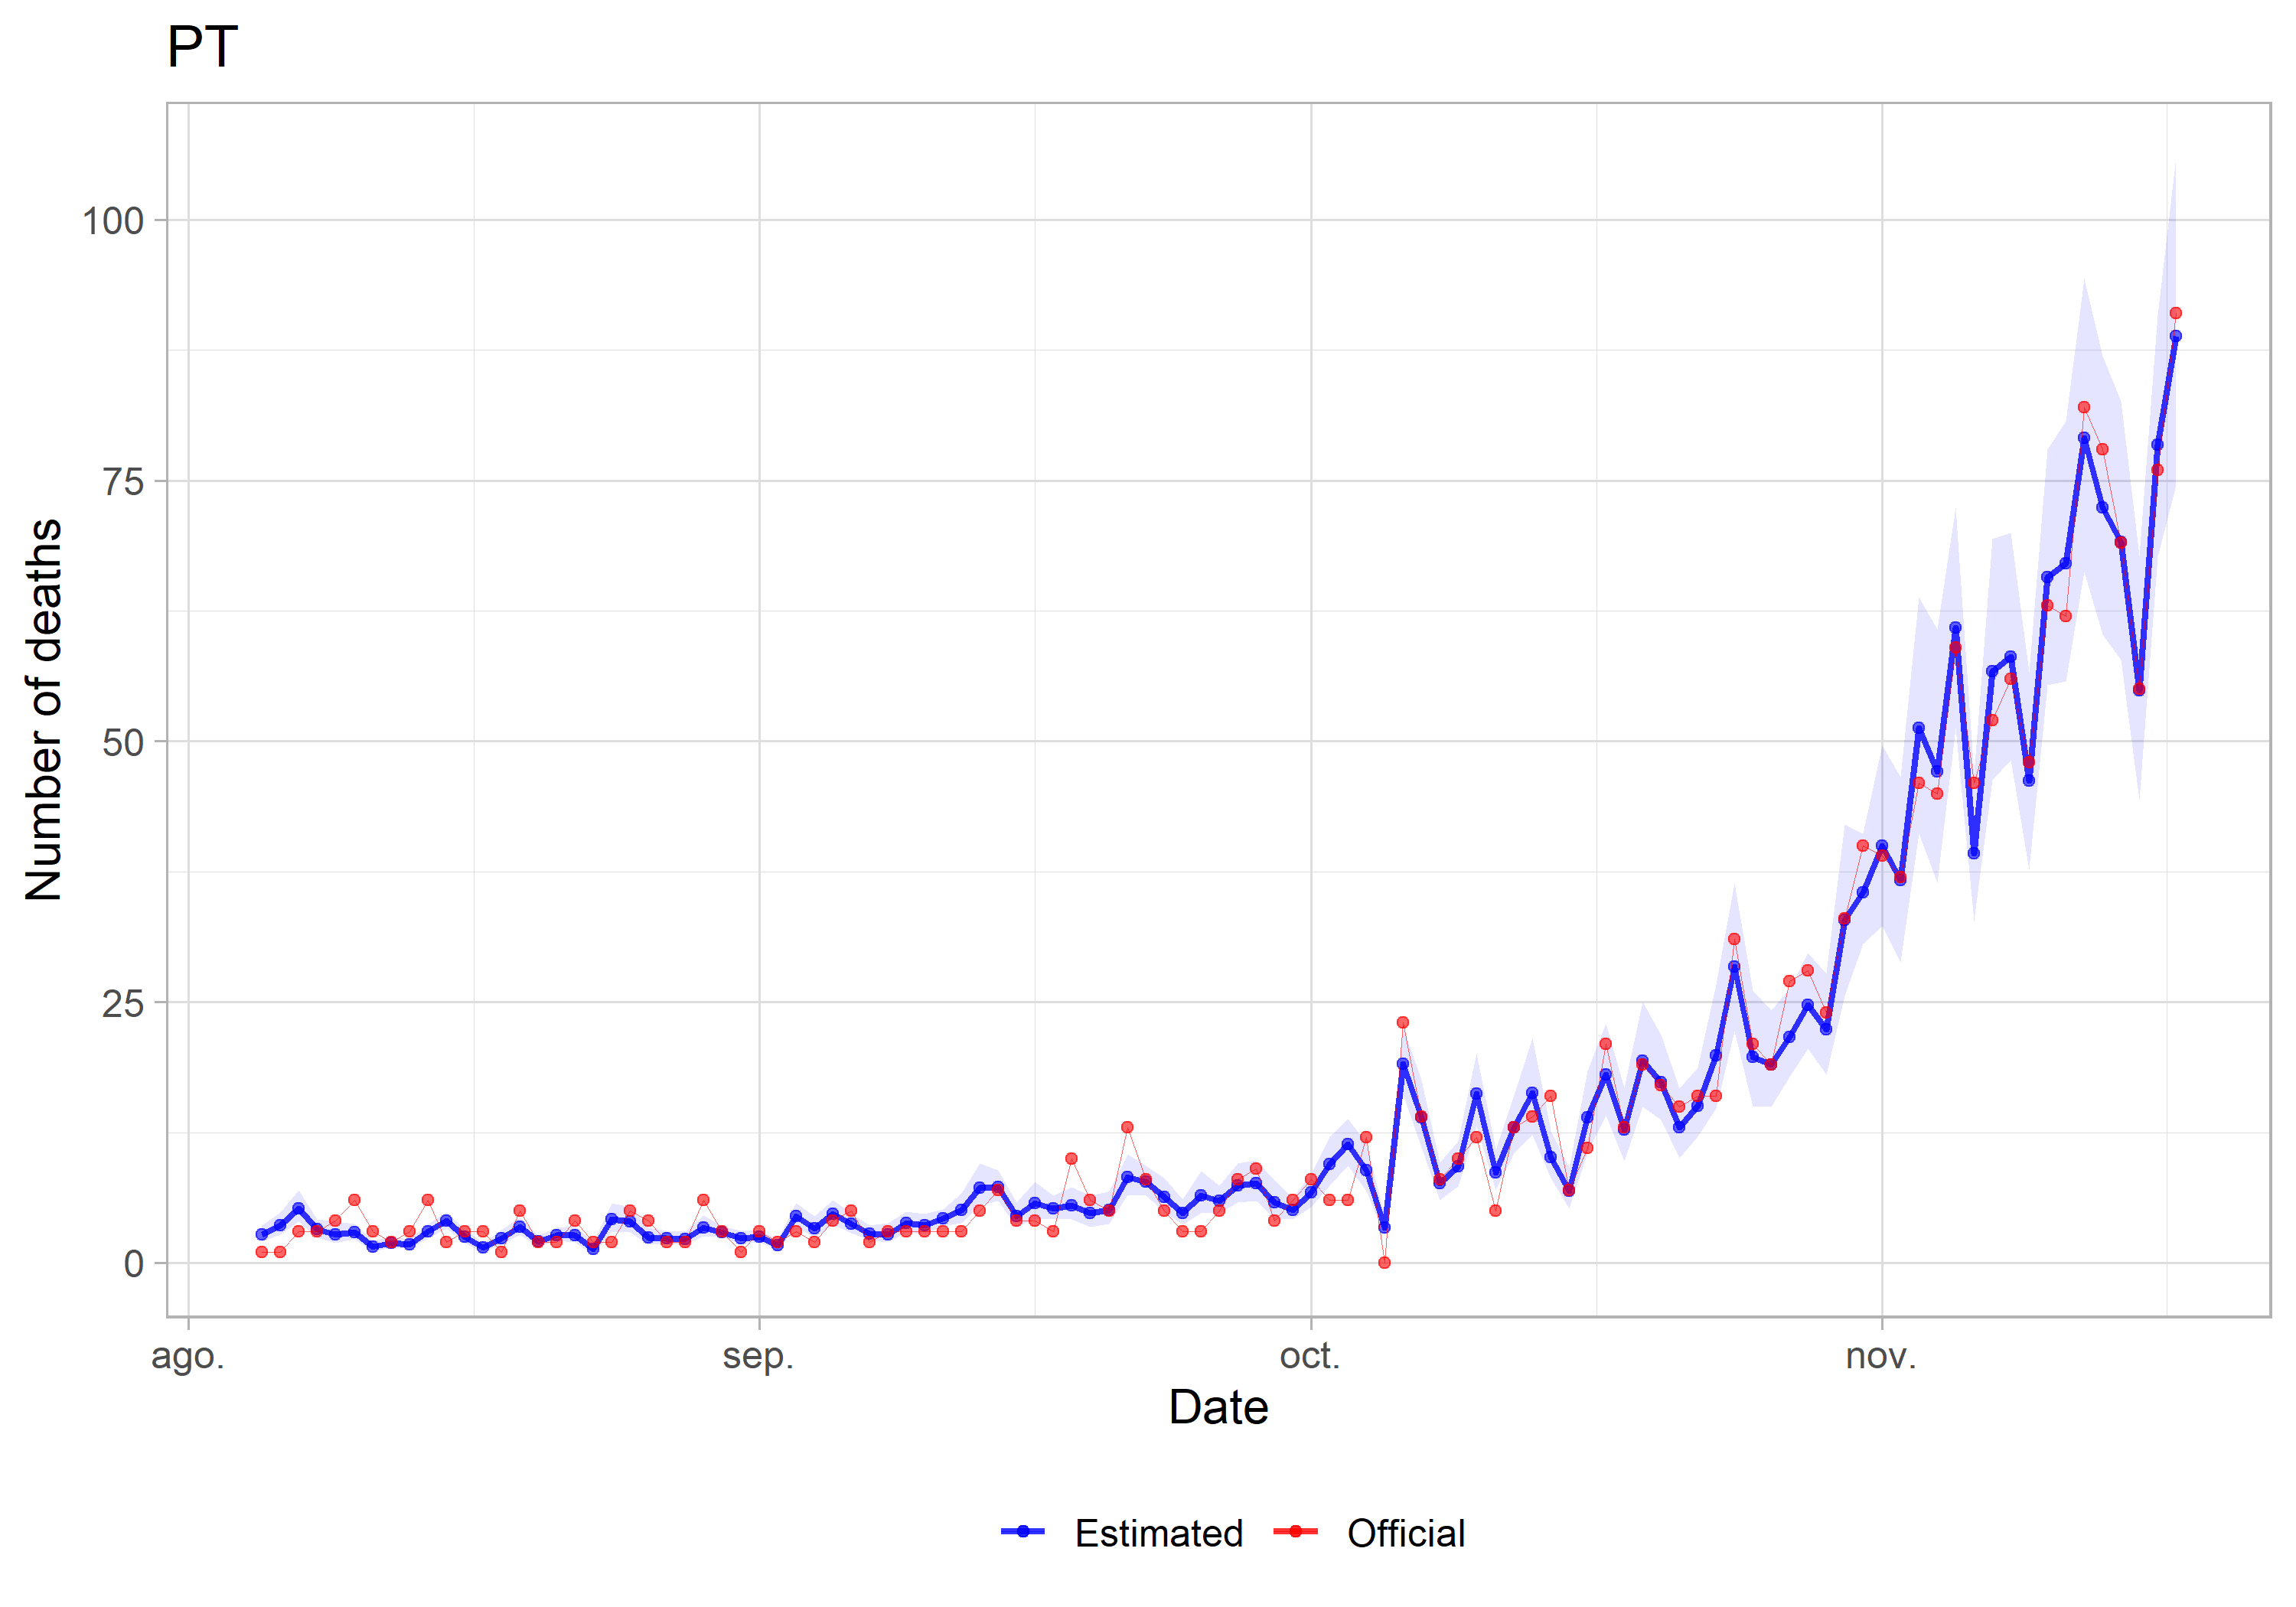 PT
Number of deaths
100
75
50
25
0
ago.
sep.
oct.
nov.
Date
Estimated
Official